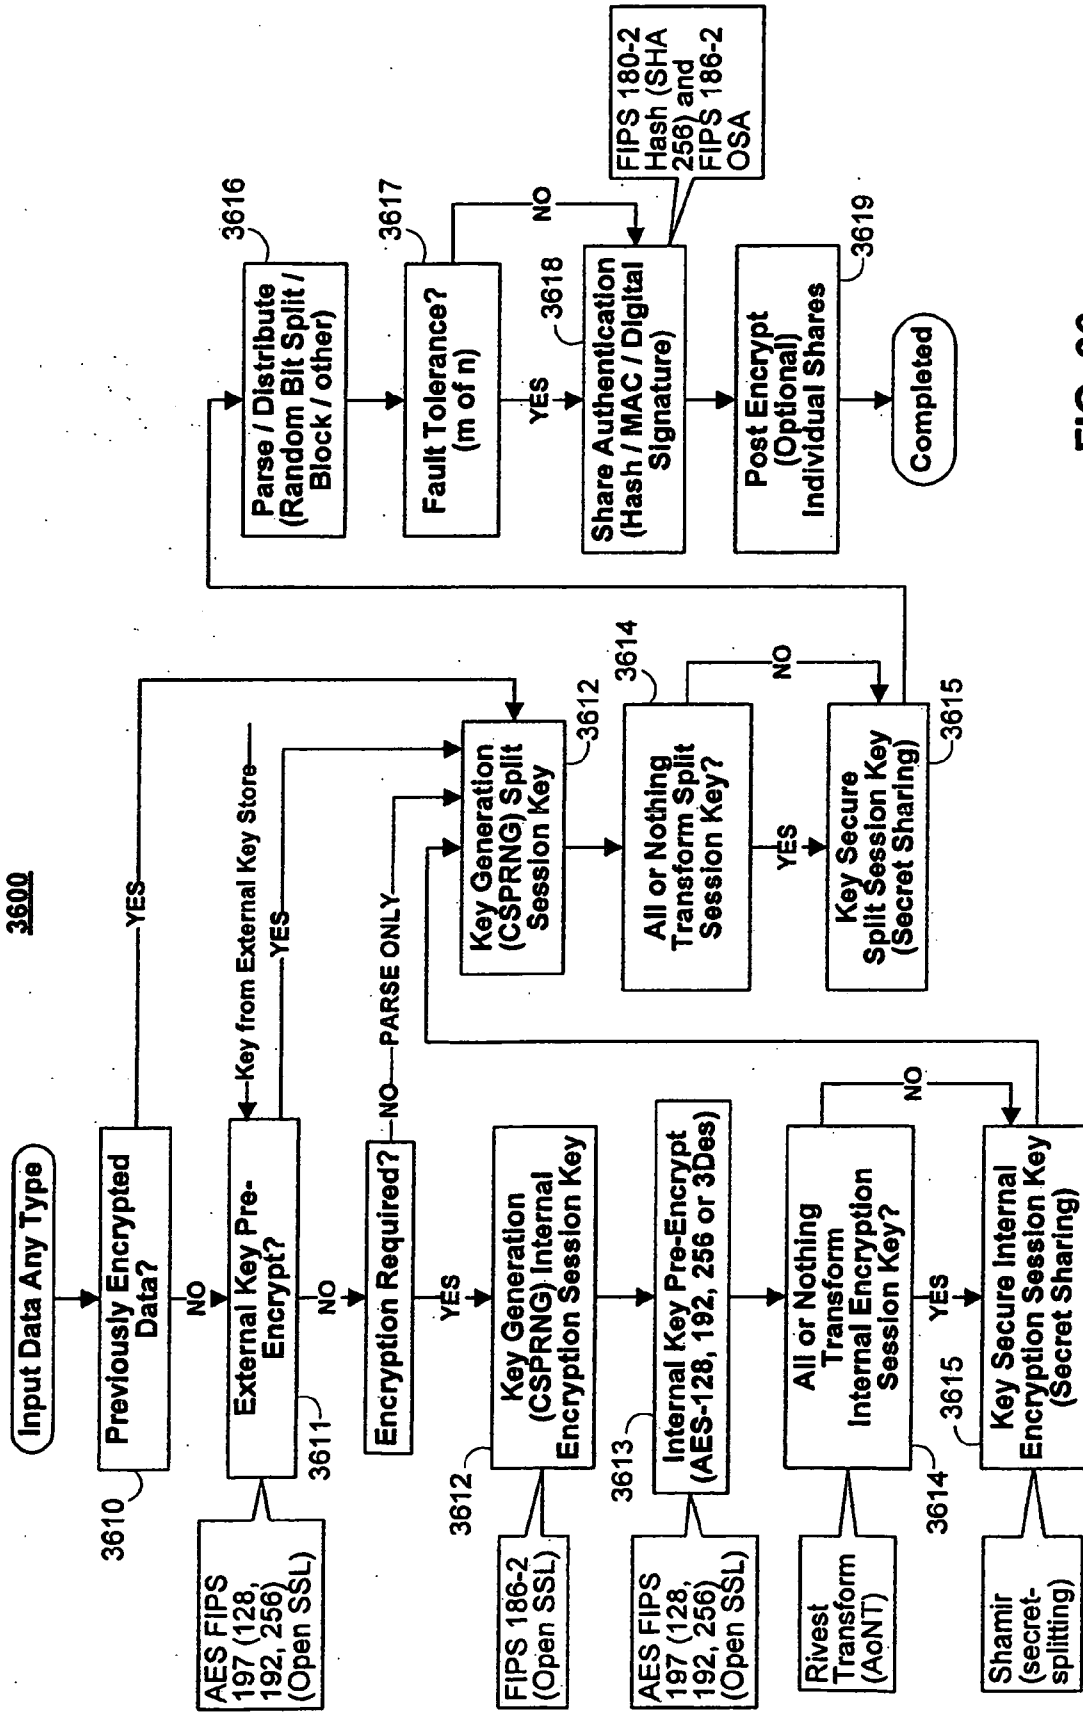 3600
Input Data Any Type
Previously Encrypted
Data?
3610
YES
NO
Key from External Key Store
External Key Pre-
Encrypt?
3611
AES FIPS
197 (128,
192, 256)
(Open SSL)
YES
NO
Encryption Required?
NO
PARSE ONLY
YES
Key Generation
(CSPRNG) Internal
Encryption Session Key
3612
FIPS 186-2
(Open SSL)
Internal Key Pre-Encrypt
(AES-128, 192, 256 or 3Des)
3613
AES FIPS
197 (128,
192, 256)
(Open SSL)
All or Nothing
Transform
Internal Encryption
Session Key?
3614
Rivest
Transform
(AoNT)
NO
YES
Key Secure Internal
Encryption Session Key
(Secret Sharing)
3615
Shamir
(secret-
splitting)
Key Generation
(CSPRNG) Split
Session Key
3612
All or Nothing
Transform Split
Session Key?
3614
NO
YES
Key Secure
Split Session Key
(Secret Sharing)
3615
Parse / Distribute
(Random Bit Split /
Block / other)
3616
Fault Tolerance?
(m of n)
3617
NO
YES
Share Authentication
(Hash / MAC / Digital
Signature)
3618
FIPS 180-2
Hash (SHA
256) and
FIPS 186-2
OSA
Post Encrypt
(Optional)
Individual Shares
3619
Completed